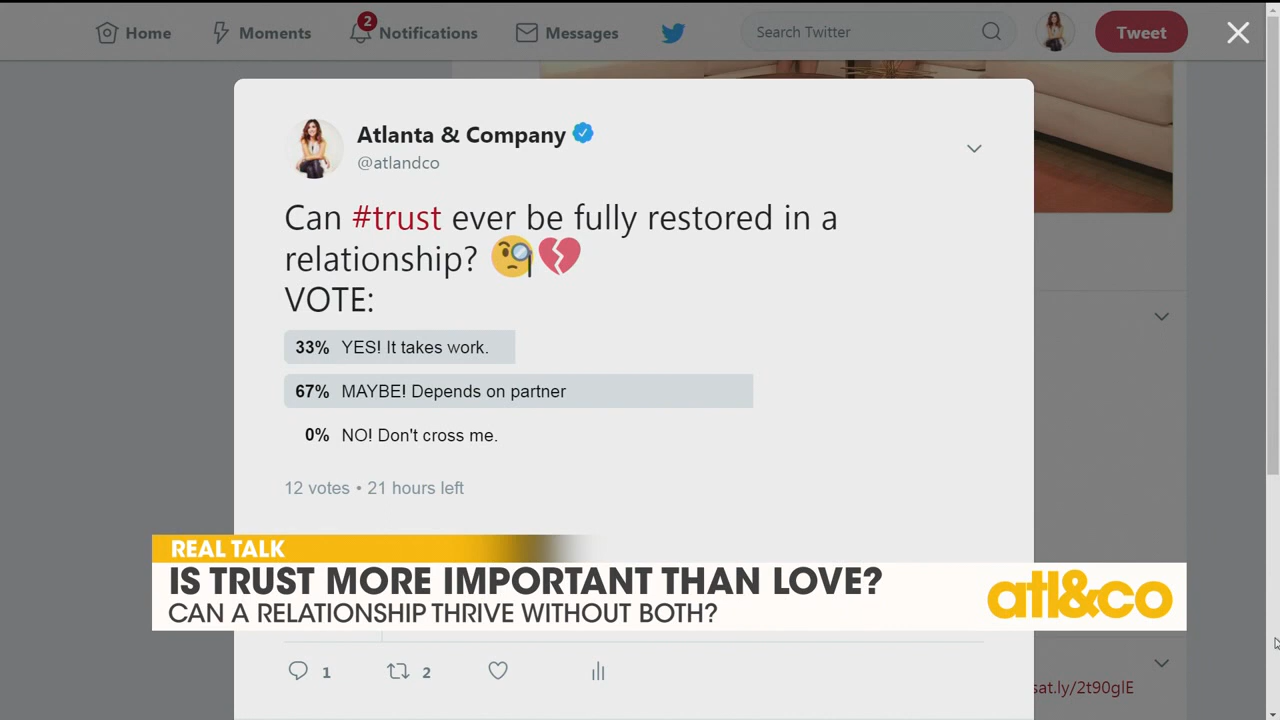 Home
Moments
2
Notifications
Messages
Search Twitter
Tweet
Atlanta & Company
@atlandco
Can #trust ever be fully restored in a
relationship?
VOTE:
33% YES! It takes work.
67% MAYBE! Depends on partner
0% NO! Don't cross me.
12 votes • 21 hours left
REAL TALK
IS TRUST MORE IMPORTANT THAN LOVE?
CAN A RELATIONSHIP THRIVE WITHOUT BOTH?
atl&co
1
2
sat.ly/2t90glE